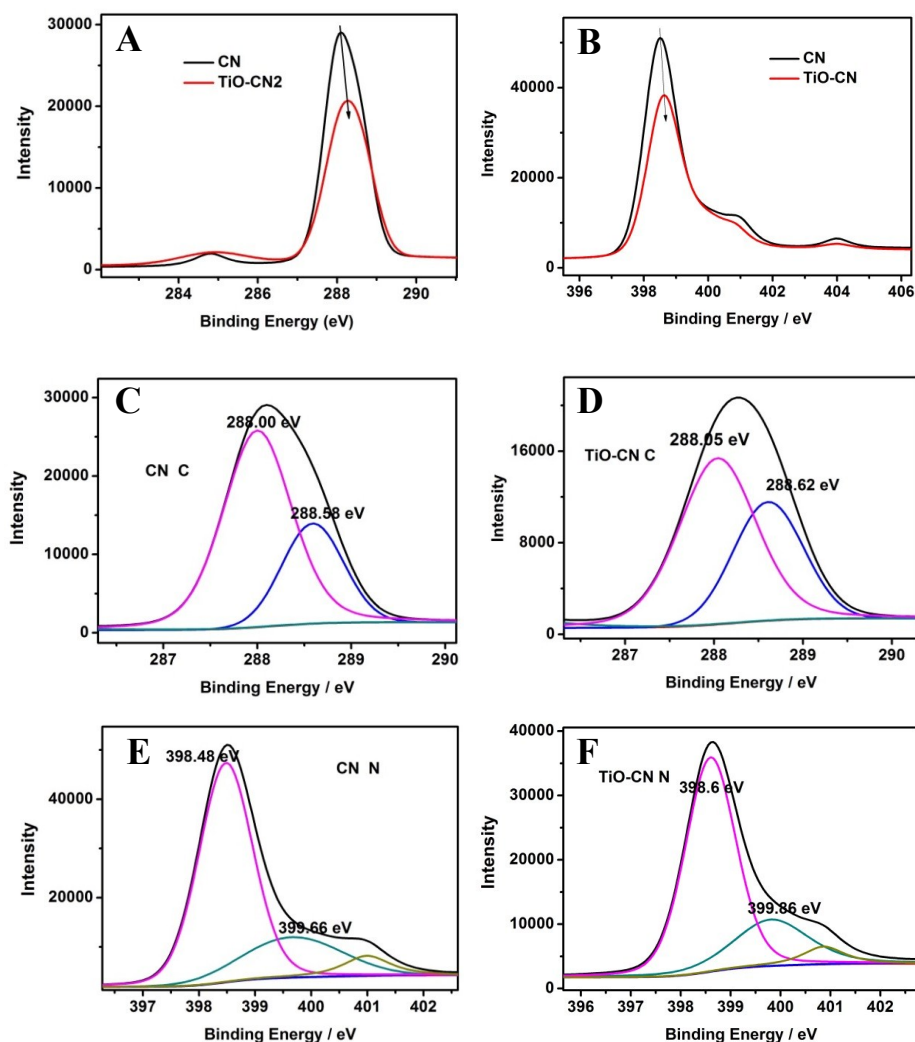 A
CN
TiO-CN2
30000
20000
10000
0
Intensity
284
286
288
290
Binding Energy (eV)
B
CN
TiO-CN
40000
20000
0
Intensity
396
398
400
402
404
406
Binding Energy / eV
C
288.00 eV
CN C
288.58 eV
30000
20000
10000
0
Intensity
287
288
289
290
Binding Energy / eV
D
288.05 eV
TiO-CN C
288.62 eV
16000
8000
0
Intensity
287
288
289
290
Binding Energy / eV
E
398.48 eV
CN N
399.66 eV
40000
20000
Intensity
397
398
399
400
401
402
Binding Energy / eV
F
TiO-CN N
398.6 eV
399.86 eV
40000
30000
20000
10000
0
Intensity
396
397
398
399
400
401
402
Binding Energy / eV